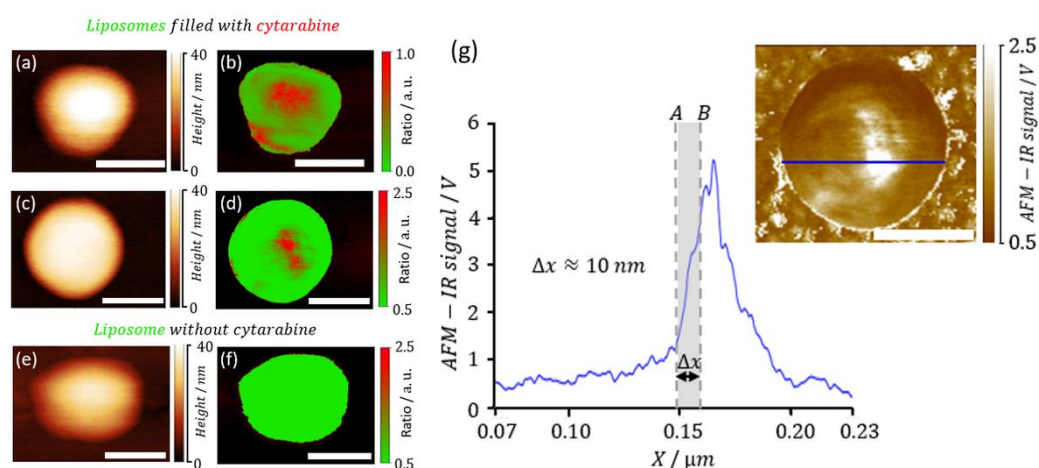 Liposomes filled with cytarabine
(a)
40
Height / nm
0
(b)
1.0
Ratio / a.u.
0.0
(c)
40
Height / nm
0
(d)
2.5
Ratio / a.u.
0.5
Liposome without cytarabine
(e)
40
Height / nm
0
(f)
2.5
Ratio / a.u.
0.5
(g)
2.5
AFM − IR signal / V
0.5
A B
6
5
4
3
2
1
0
AFM − IR signal / V
Δx ≈ 10 nm
Δx
0.07 0.10 0.15 0.20 0.23
X / μm